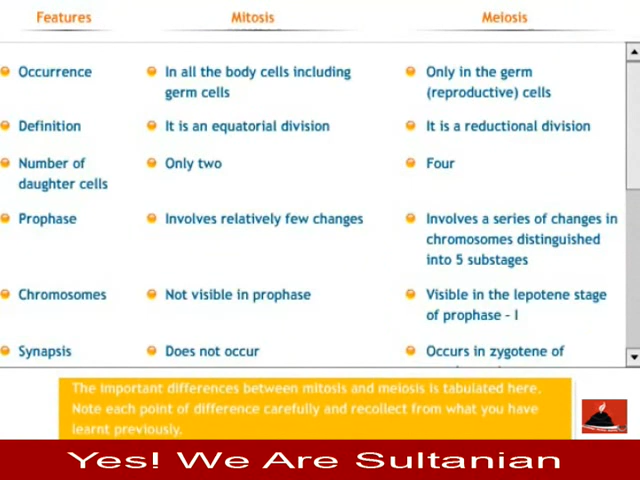 Features Mitosis Meiosis
Occurrence In all the body cells including Only in the germ
germ cells (reproductive) cells
Definition It is an equatorial division It is a reductional division
Number of Only two Four
daughter cells
Prophase Involves relatively few changes Involves a series of changes in
chromosomes distinguished
into 5 substages
Chromosomes Not visible in prophase Visible in the lepotene stage
of prophase - I
Synapsis Does not occur Occurs in zygotene of
The important differences between mitosis and meiosis is tabulated here.
Note each point of difference carefully and recollect from what you have
learnt previously.
Yes! We Are Sultanian